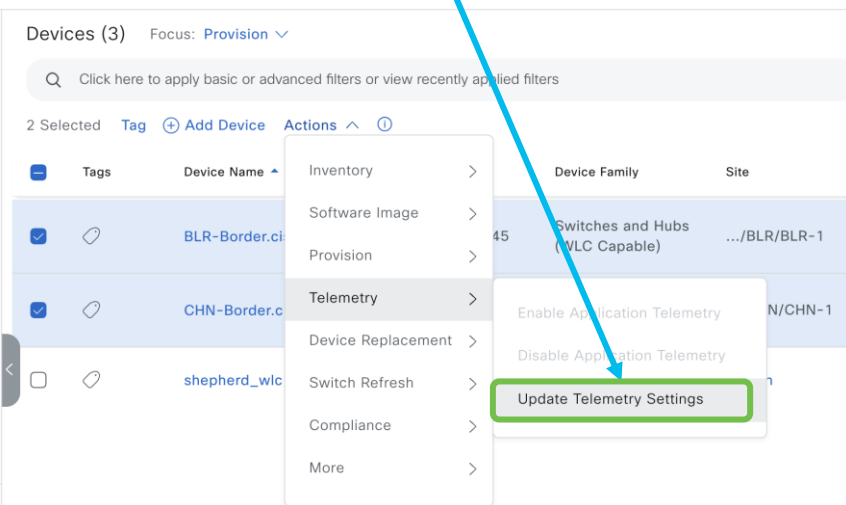 Devices (3) Focus: Provision
Click here to apply basic or advanced filters or view recently applied filters
2 Selected Tag Add Device Actions
Tags Device Name Device Family Site
Inventory
Software Image
Provision
Telemetry
Device Replacement
Switch Refresh
Compliance
More
BLR-Border.ci 45 Switches and Hubs
(WLC Capable) .../BLR/BLR-1
CHN-Border.c N/CHN-1
shepherd_wlc
Enable Application Telemetry
Disable Application Telemetry
Update Telemetry Settings